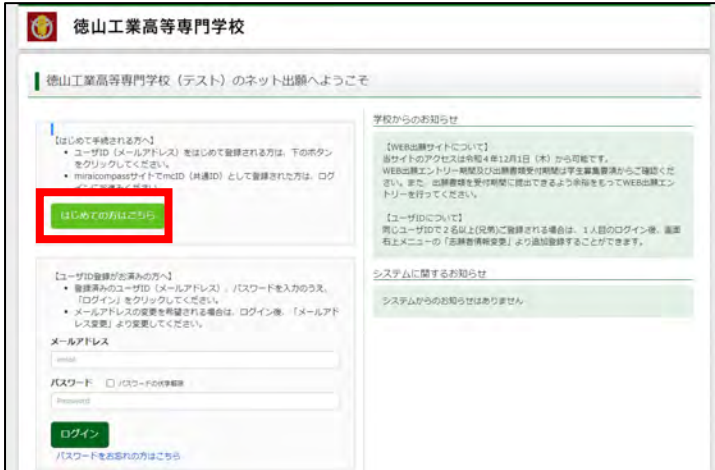 徳山工業高等専門学校
徳山工業高等専門学校（テスト）のネット出願へようこそ
【はじめて手続される方へ】
• ユーザID（メールアドレス）をはじめて登録される方は、下のボタン
をクリックしてください。
• miraicompassサイトでmcID（共通ID）として登録された方は、ログ
はじめての方はこちら
【ユーザID登録がお済みの方へ】
• 登録済みのユーザID（メールアドレス）、パスワードを入力のうえ、
「ログイン」をクリックしてください。
• メールアドレスの変更を希望される場合は、ログイン後、「メールアド
レス変更」より変更してください。
メールアドレス
email
パスワード パスワードの伏字解除
Password
ログイン
パスワードをお忘れの方はこちら
学校からのお知らせ
【WEB出願サイトについて】
当サイトのアクセスは令和４年12月1日（木）から可能です。
WEB出願エントリー期間及び出願書類受付期間は学生募集要項からご確認くだ
さい。また、出願書類を受付期間に提出できるよう余裕をもってWEB出願エン
トリーを行ってください。
【ユーザIDについて】
同じユーザIDで２名以上(兄弟)ご登録される場合は、１人目のログイン後、画面
右上メニューの「志願者情報変更」より追加登録することができます。
システムに関するお知らせ
システムからのお知らせはありません